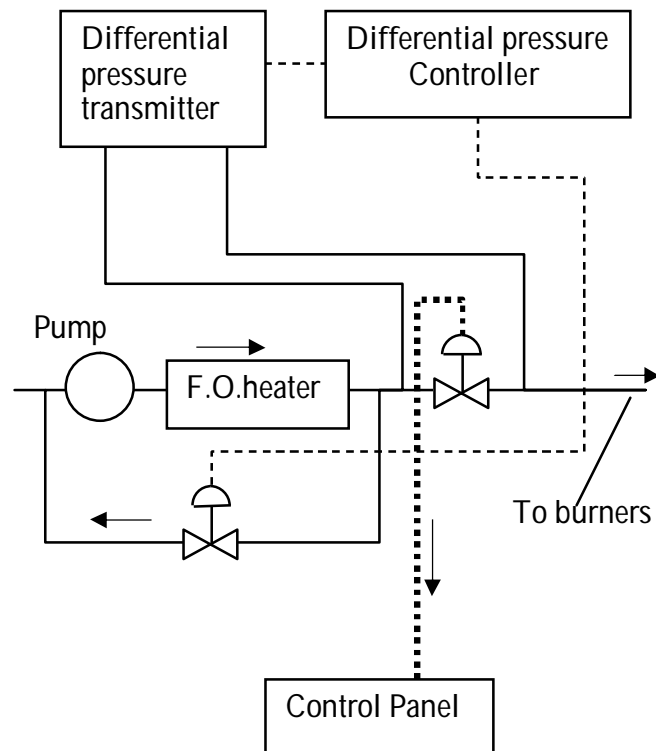 Differential
pressure
transmitter
Differential pressure
Controller
Pump
F.O.heater
To burners
Control Panel